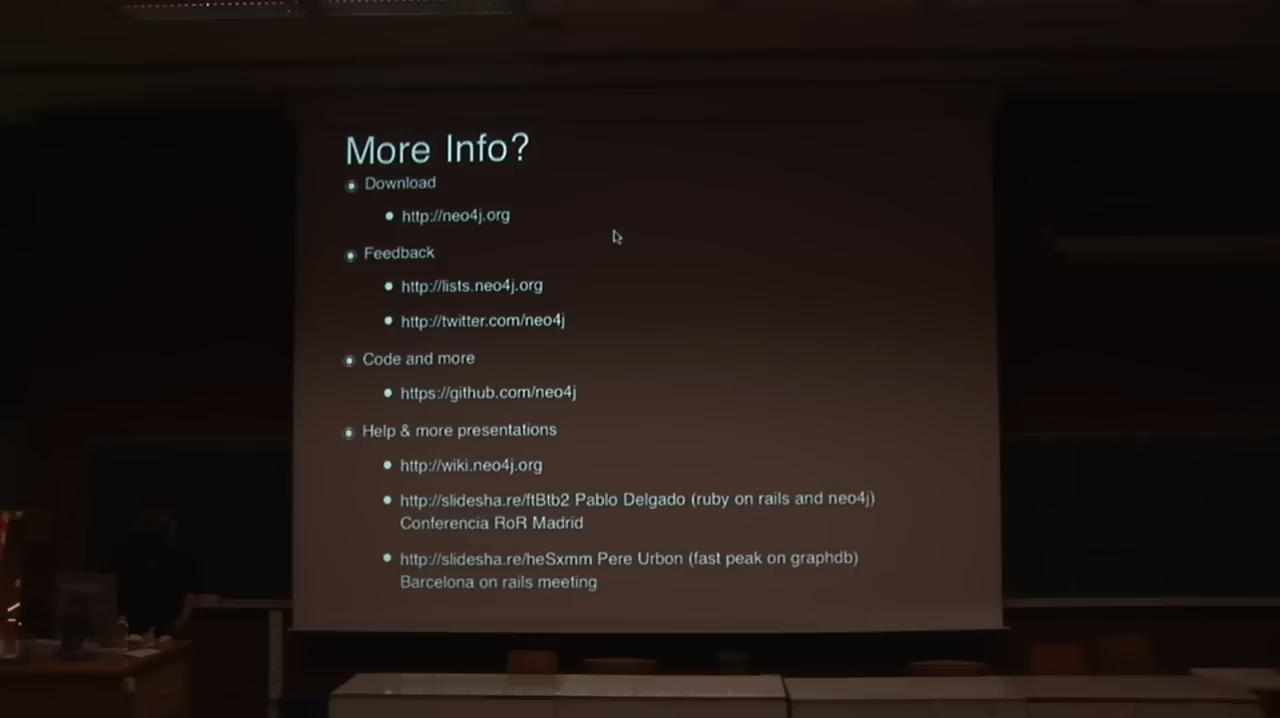 More Info?
Download
http://neo4j.org
Feedback
http://lists.neo4j.org
http://twitter.com/neo4j
Code and more
https://github.com/neo4j
Help & more presentations
http://wiki.neo4j.org
http://slidesha.re/ftBtb2 Pablo Delgado (ruby on rails and neo4j)
Conferencia RoR Madrid
http://slidesha.re/heSxmm Pere Urbon (fast peak on graphdb)
Barcelona on rails meeting